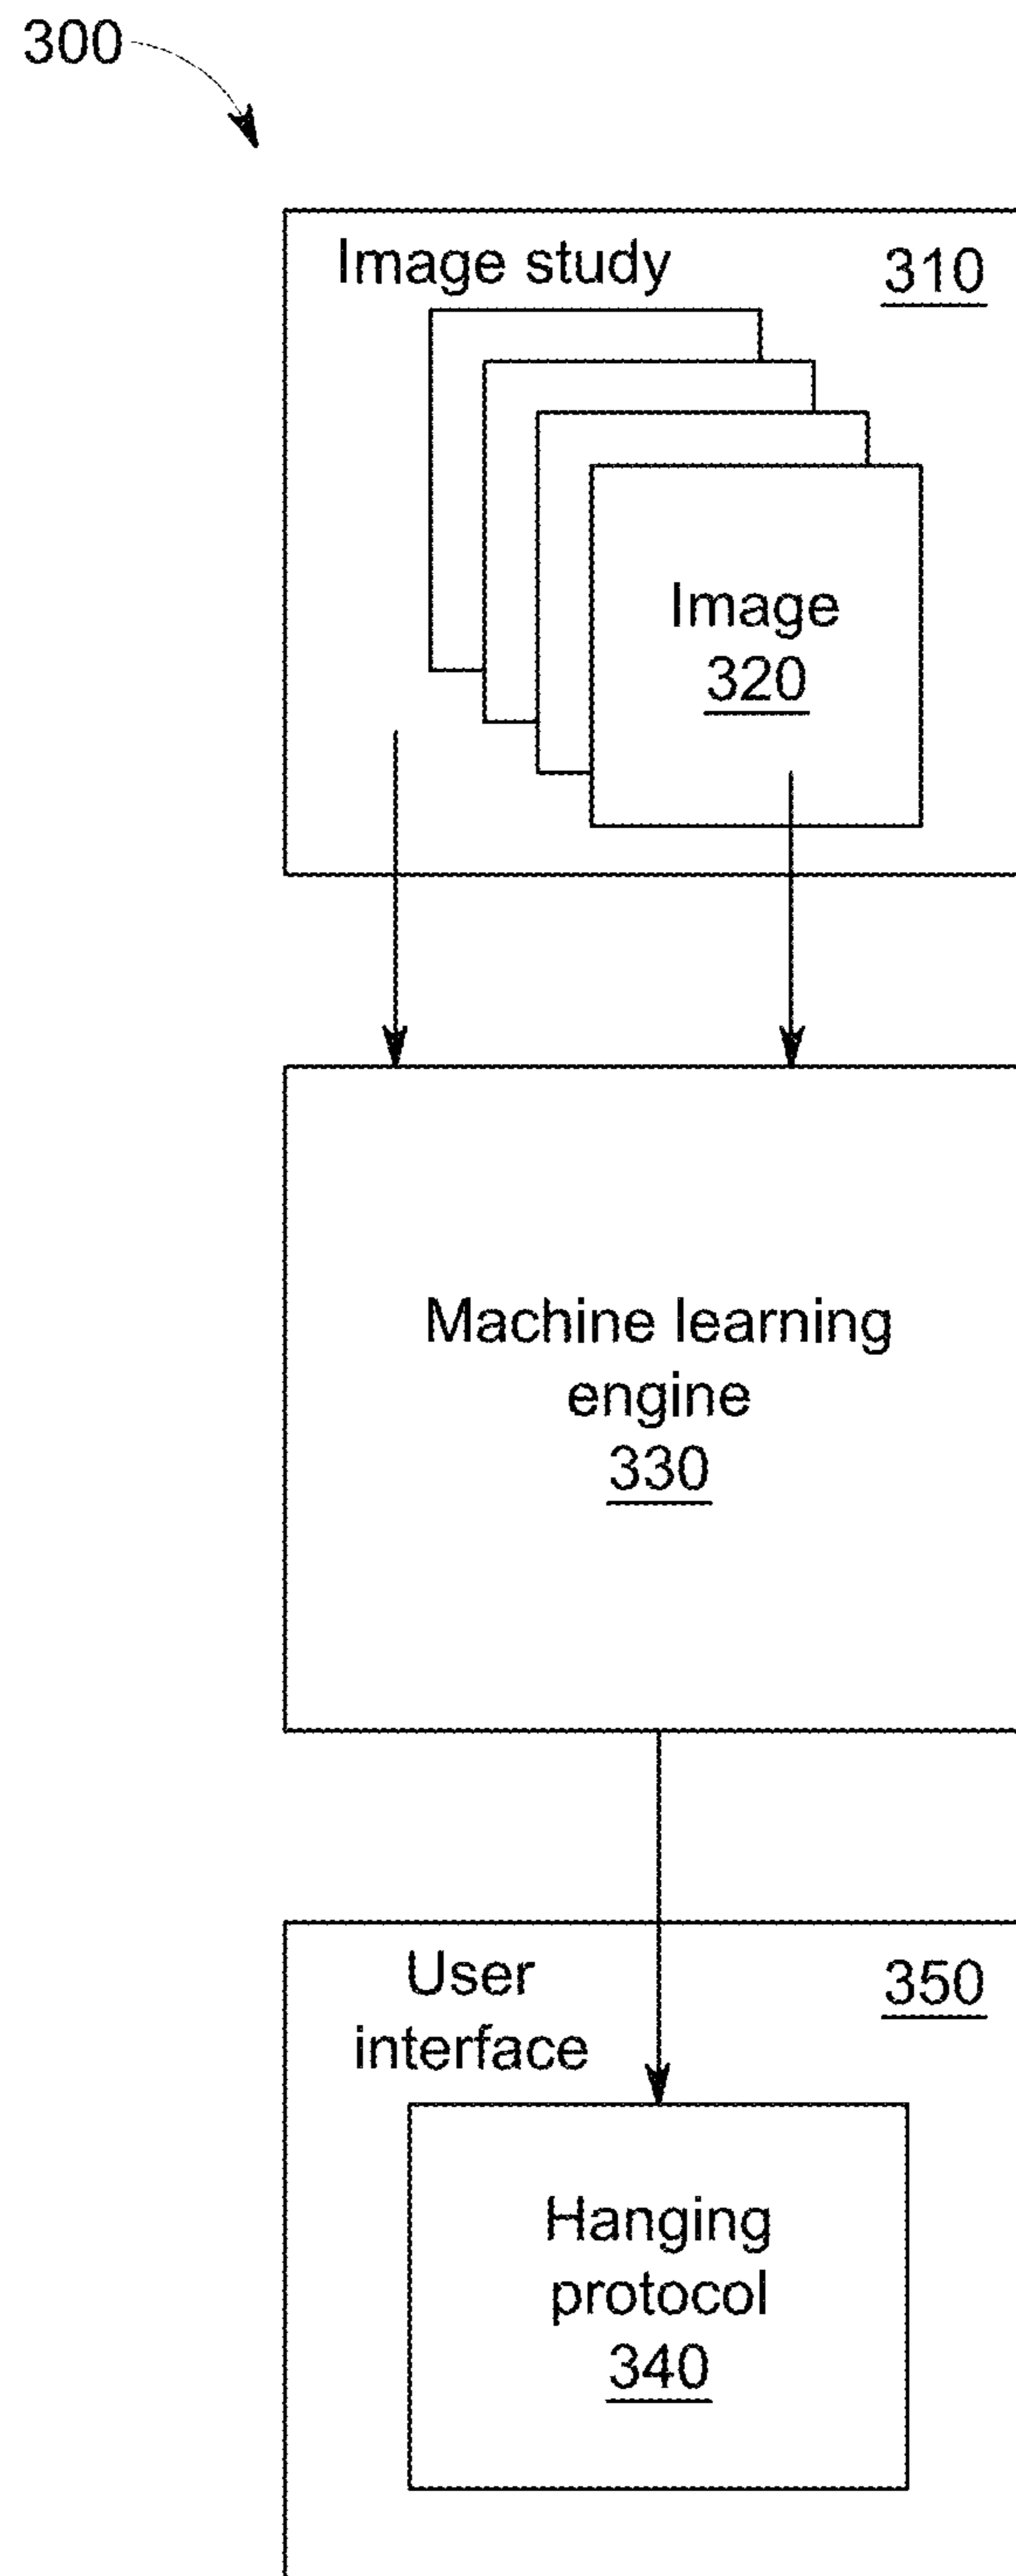 300
Image study 310
Image
320
Machine learning
engine
330
User 350
interface
Hanging
protocol
340